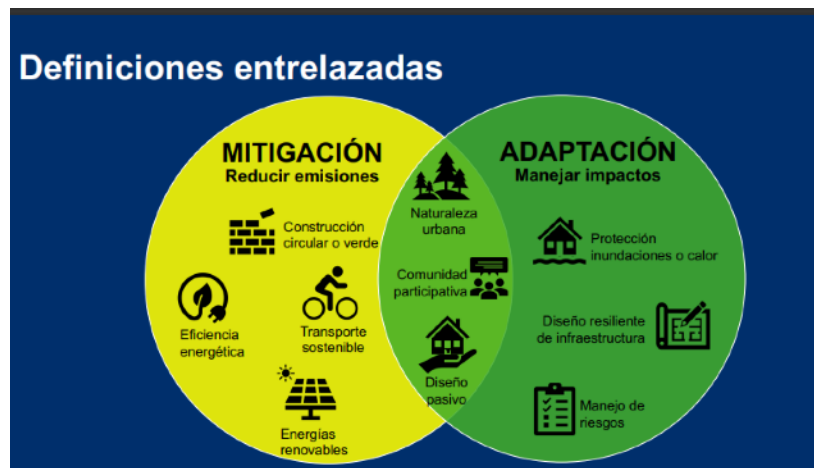 Definiciones entrelazadas
MITIGACIÓN
Reducir emisiones
Construcción
circular o verde
Eficiencia
energética
Transporte
sostenible
Energías
renovables
Naturaleza
urbana
Comunidad
participativa
Diseño
pasivo
ADAPTACIÓN
Manejar impactos
Protección
inundaciones o calor
Diseño resiliente
de infraestructura
Manejo de
riesgos